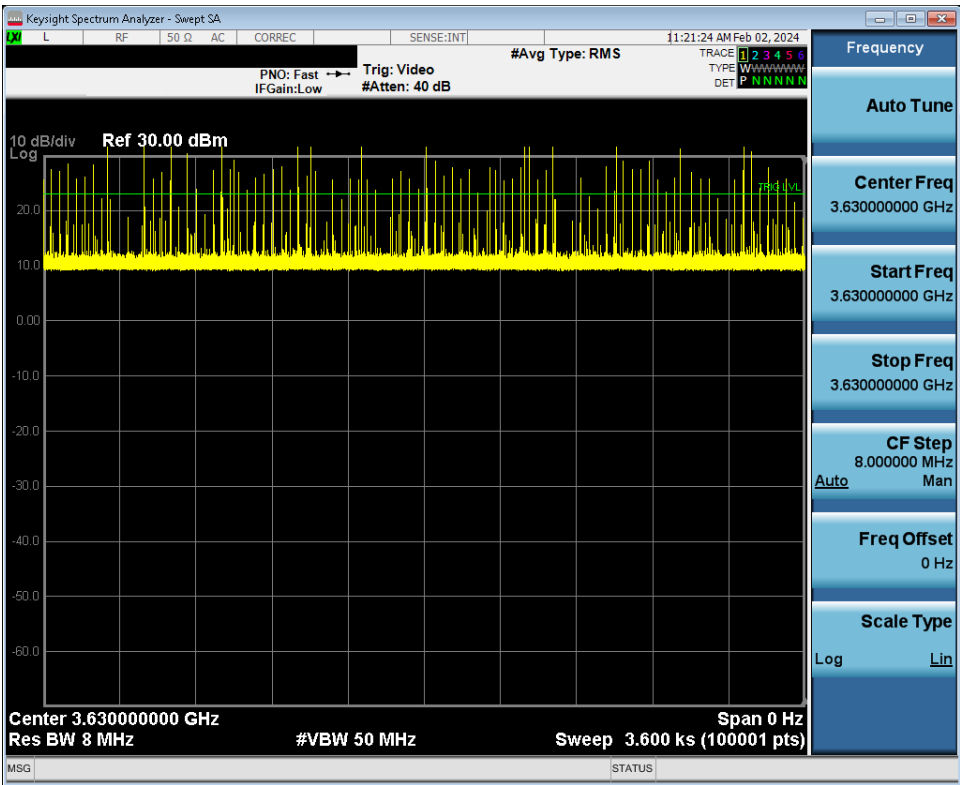 Keysight Spectrum Analyzer - Swept SA
LXI L RF 50 Ω AC CORREC SENSE:INT 11:21:24 AM Feb 02, 2024
#Avg Type: RMS
TRACE 1 2 3 4 5 6
TYPE W W W W W W
DET P N N N N N
PNO: Fast
IFGain:Low
Trig: Video
#Atten: 40 dB
10 dB/div
Log
Ref 30.00 dBm
TRIG LVL
20.0
10.0
0.00
-10.0
-20.0
-30.0
-40.0
-50.0
-60.0
Center 3.630000000 GHz
Span 0 Hz
Res BW 8 MHz
#VBW 50 MHz
Sweep 3.600 ks (100001 pts)
MSG
STATUS
Frequency
Auto Tune
Center Freq
3.630000000 GHz
Start Freq
3.630000000 GHz
Stop Freq
3.630000000 GHz
CF Step
8.000000 MHz
Auto Man
Freq Offset
0 Hz
Scale Type
Log Lin